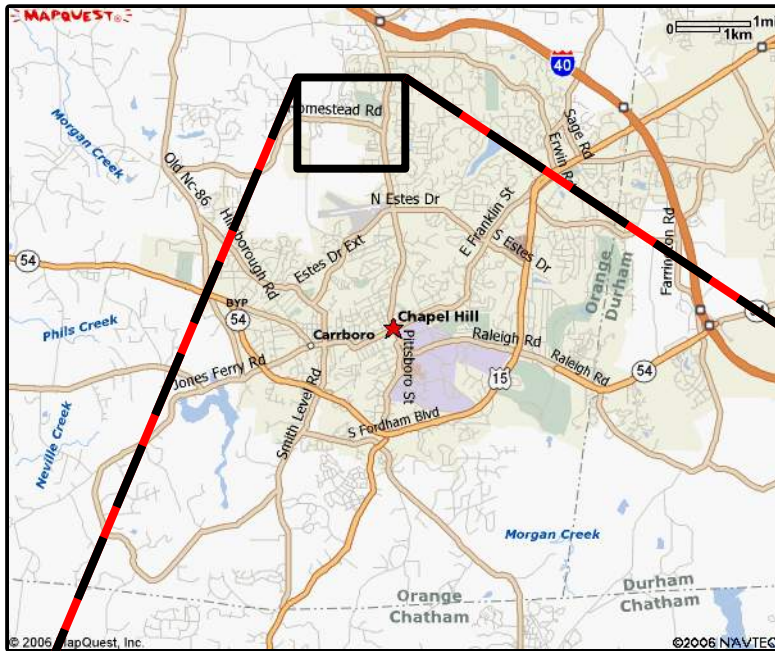 MAPQUEST
0 1mi
1km
40
Homestead Rd
Morgan Creek
Sage Rd
Erwin Rd
Old Nc-86
N Estes Dr
E Franklin St
Hillsborough Rd
Estes Dr Ext
S Estes Dr
Farrington Rd
54
Orange
Durham
BYP
54
Phils Creek
Chapel Hill
Carrboro
Raleigh Rd
Pittsboro St
Jones Ferry Rd
Raleigh Rd
54
15
Smith Level Rd
S Fordham Blvd
Neville Creek
Morgan Creek
Orange
Chatham
Durham
Chatham
© 2006 MapQuest, Inc.
©2006 NAVTEQ